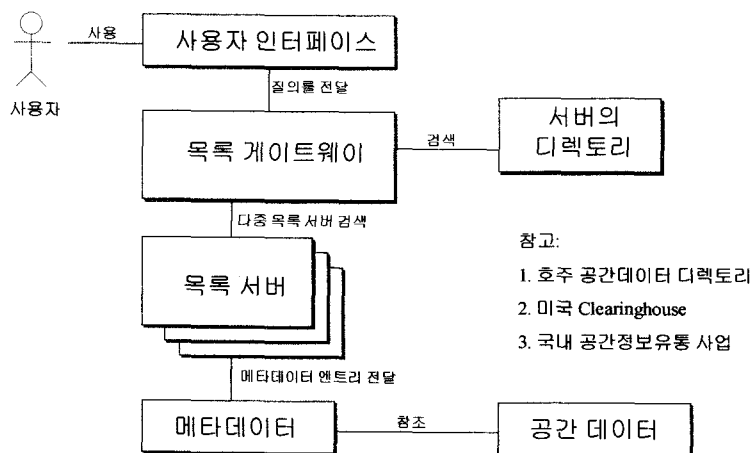 사용자
사용
사용자 인터페이스
질의를 전달
목록 게이트웨이
검색
서버의
디렉토리
다중 목록 서버 검색
목록 서버
참고:
1. 호주 공간데이터 디렉토리
2. 미국 Clearinghouse
3. 국내 공간정보유통 사업
메타데이터 엔트리 전달
메타데이터
참조
공간 데이터